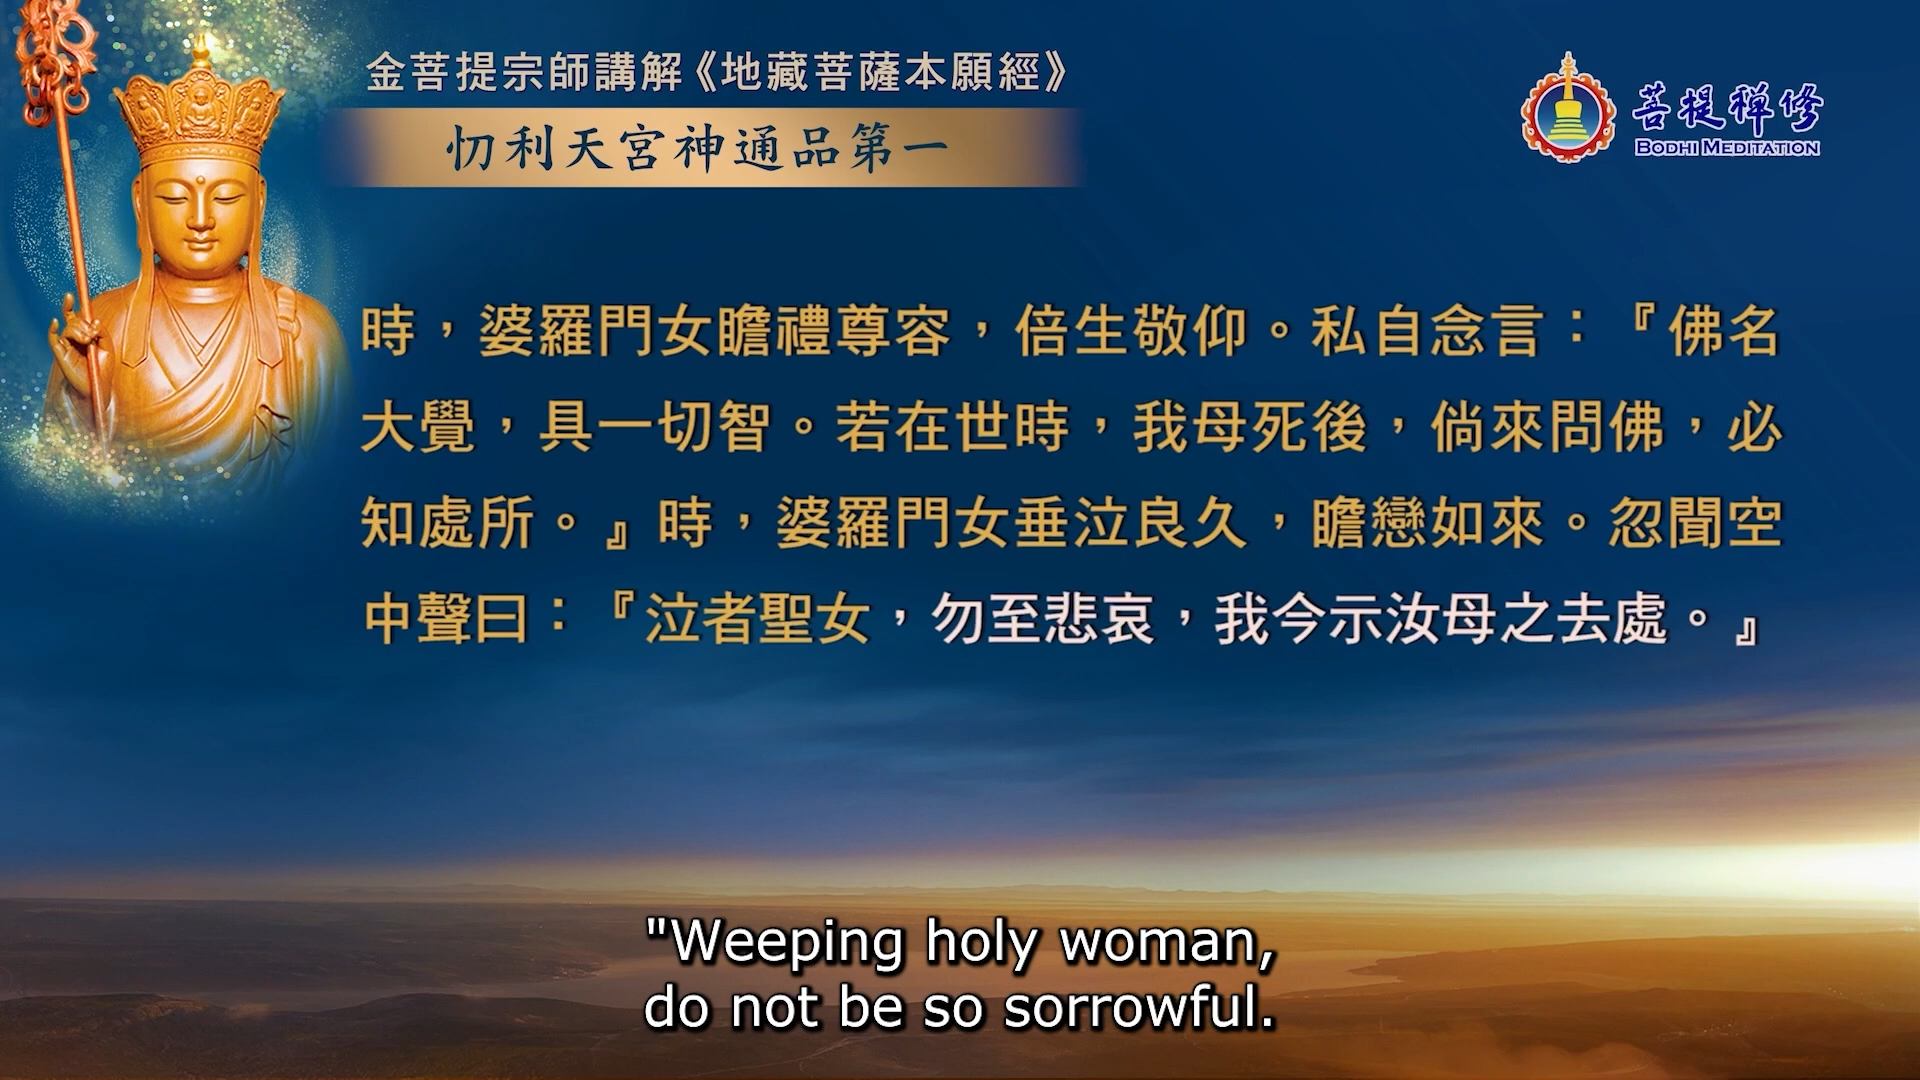 金菩提宗師講解《地藏菩薩本願經》
忉利天宮神通品第一
菩提禪修
BODHI MEDITATION
時，婆羅門女瞻禮尊容，倍生敬仰。私自念言：『佛名
大覺，具一切智。若在世時，我母死後，倘來問佛，必
知處所。』時，婆羅門女垂泣良久，瞻戀如來。忽聞空
中聲曰：『泣者聖女，勿至悲哀，我今示汝母之去處。』
"Weeping holy woman,
do not be so sorrowful.